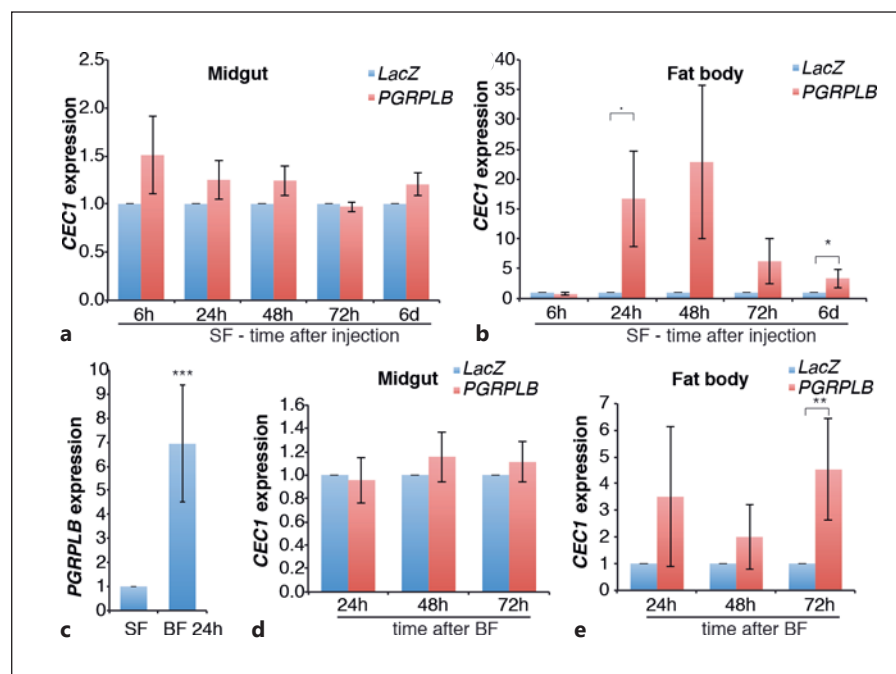 2.5
2.0
1.5
1.0
0.5
0.0
CEC1 expression
Midgut
LacZ
PGRPLB
6h 24h 48h 72h 6d
SF - time after injection
a
40
35
30
25
20
15
10
5
0
CEC1 expression
Fat body
LacZ
PGRPLB
*
6h 24h 48h 72h 6d
SF - time after injection
b
10
9
8
7
6
5
4
3
2
1
0
PGRPLB expression
***
SF BF 24h
c
1.6
1.4
1.2
1.0
0.8
0.6
0.4
0.2
0.0
CEC1 expression
Midgut
LacZ
PGRPLB
24h 48h 72h
time after BF
d
7
6
5
4
3
2
1
0
CEC1 expression
Fat body
LacZ
PGRPLB
**
24h 48h 72h
time after BF
e